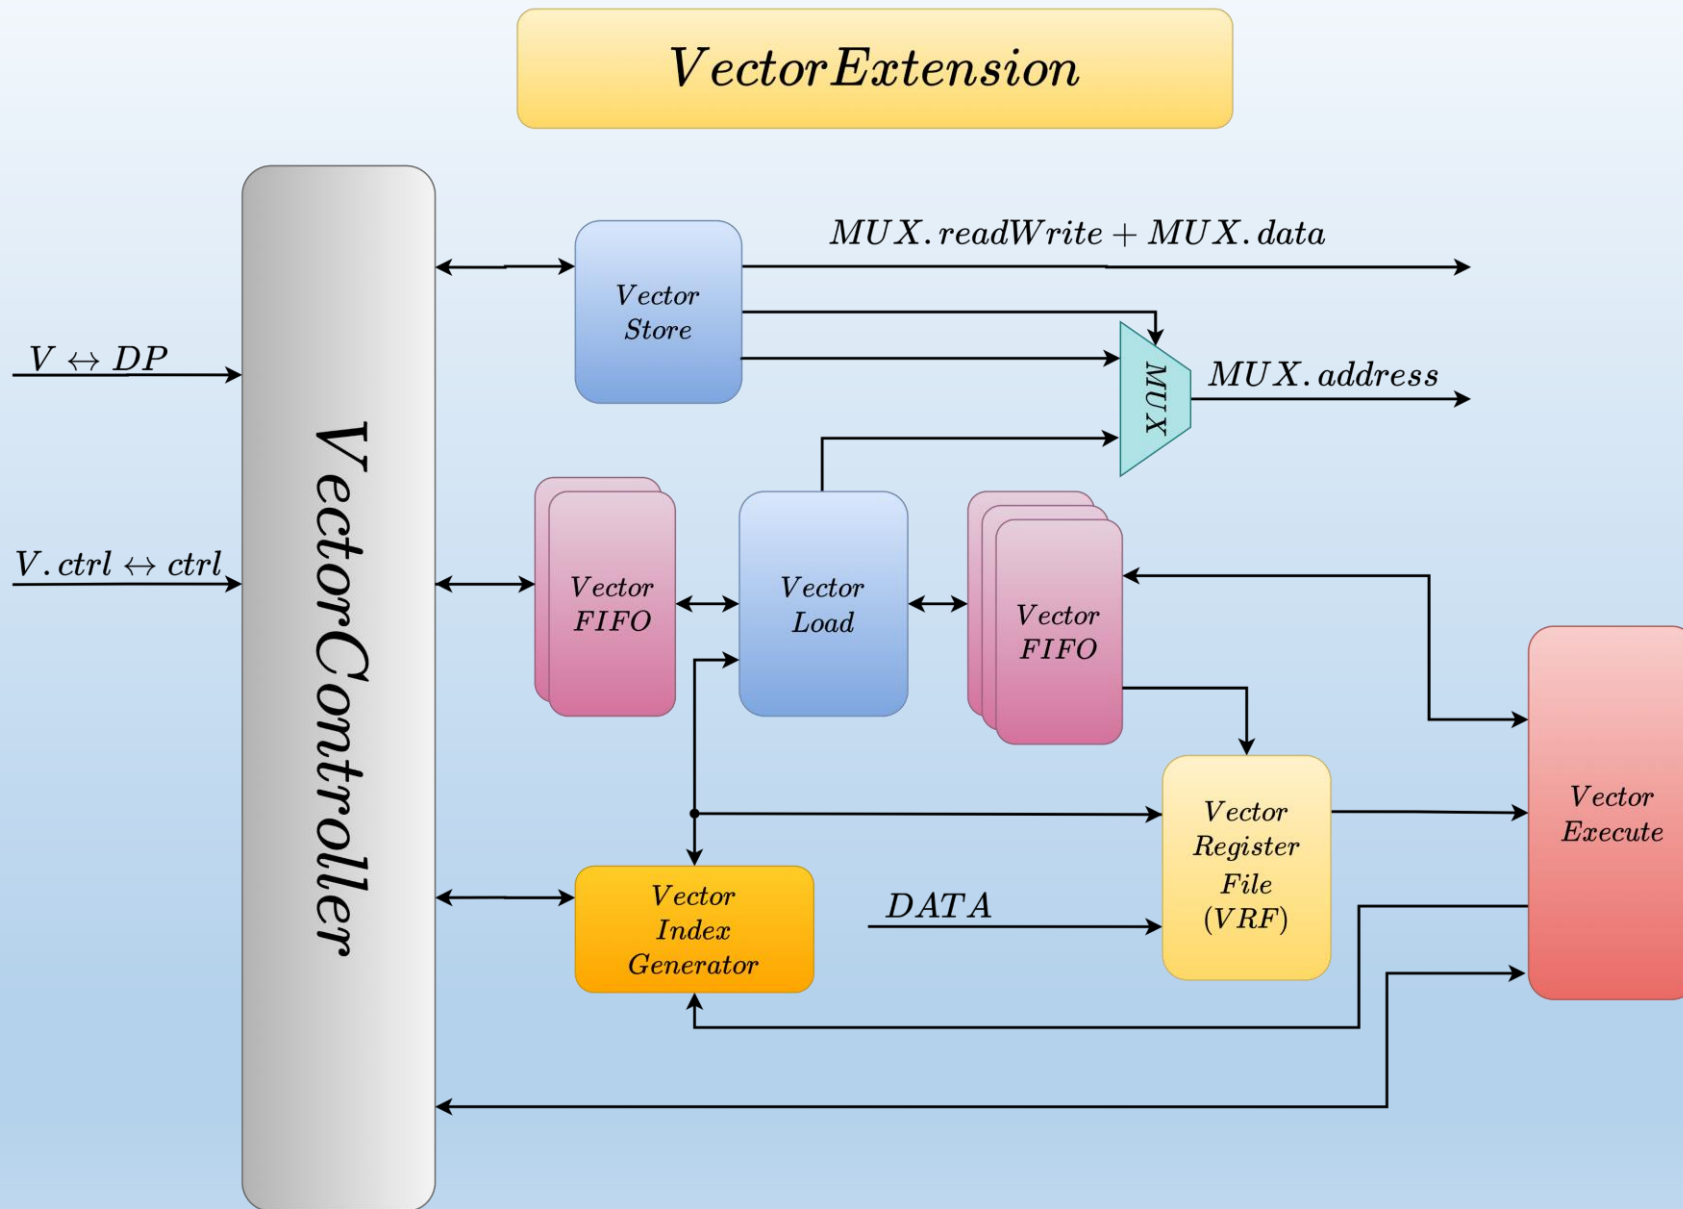 VectorExtension
MUX.readWrite + MUX.data
Vector
Store
V ↔ DP
MUX
MUX.address
VectorController
V.ctrl ↔ ctrl
Vector
FIFO
Vector
Load
Vector
FIFO
Vector
Execute
Vector
Register
File
(VRF)
DATA
Vector
Index
Generator